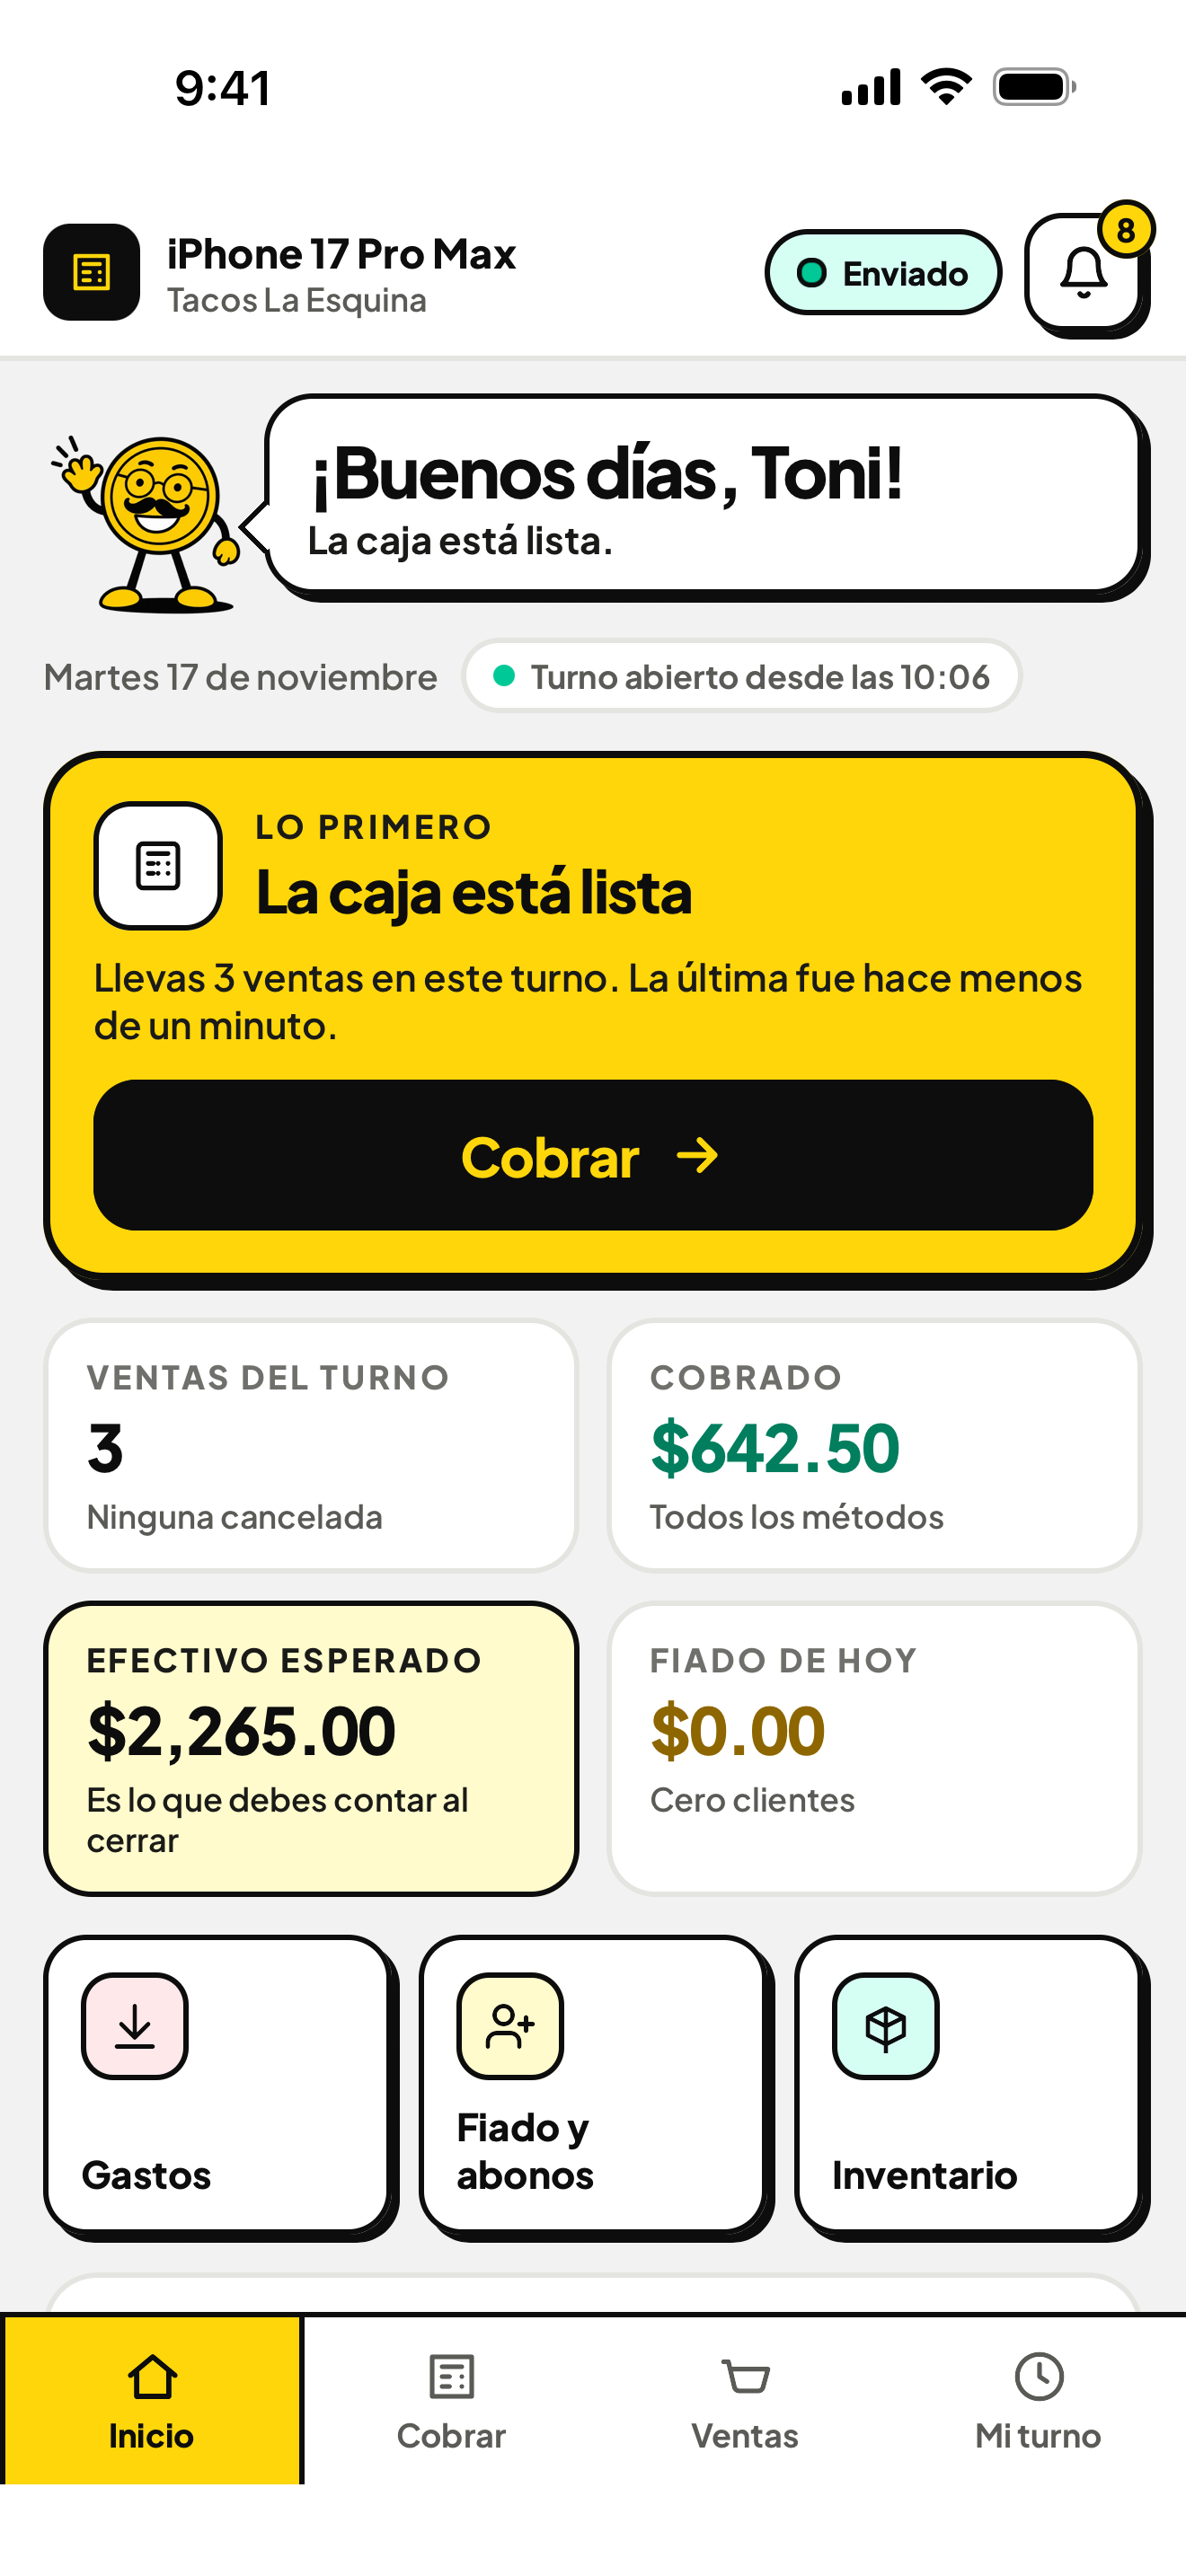 9:41
iPhone 17 Pro Max
Tacos La Esquina
Enviado
8
¡Buenos días, Toni!
La caja está lista.
Martes 17 de noviembre
Turno abierto desde las 10:06
LO PRIMERO
La caja está lista
Llevas 3 ventas en este turno. La última fue hace menos
de un minuto.
Cobrar →
VENTAS DEL TURNO
3
Ninguna cancelada
COBRADO
$642.50
Todos los métodos
EFECTIVO ESPERADO
$2,265.00
Es lo que debes contar al
cerrar
FIADO DE HOY
$0.00
Cero clientes
Gastos
Fiado y
abonos
Inventario
Inicio
Cobrar
Ventas
Mi turno